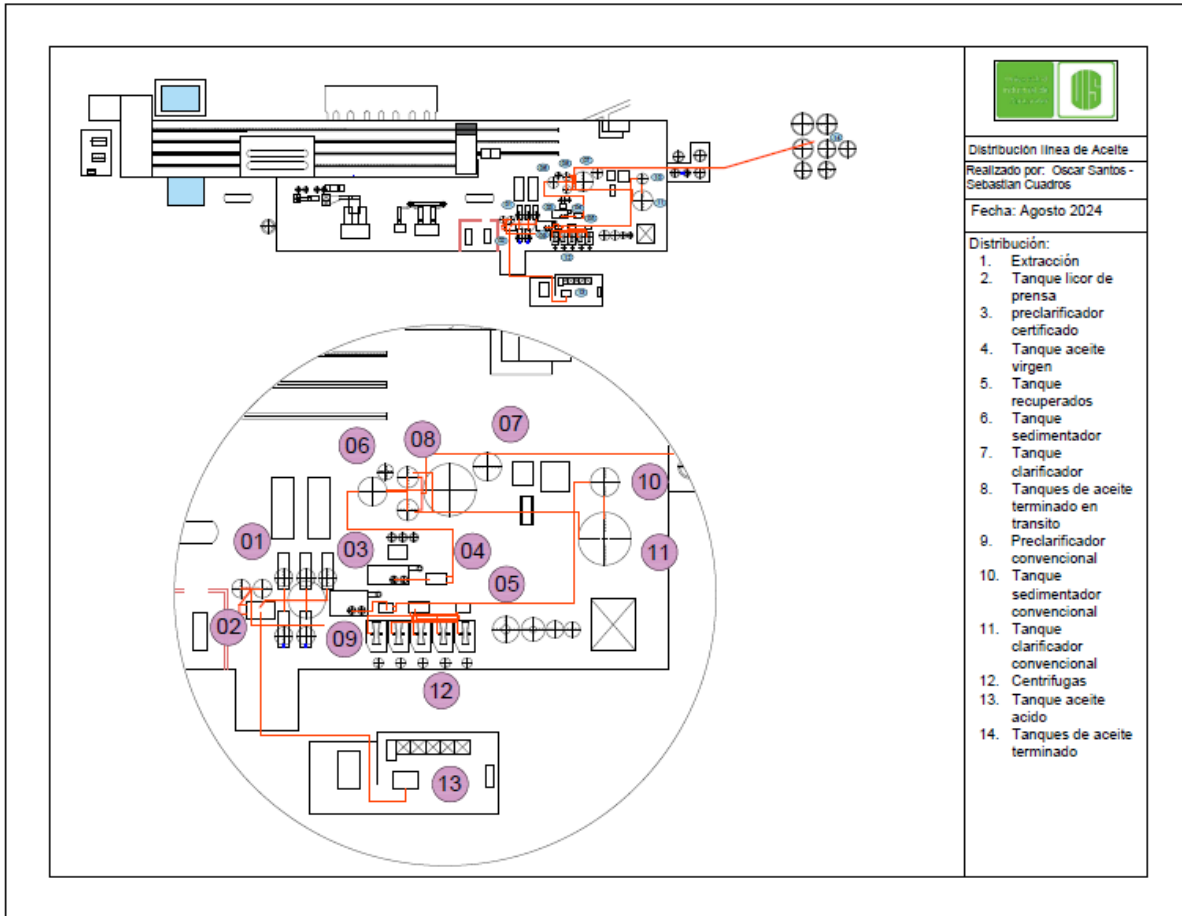 Distribución línea de Aceite
Realizado por: Oscar Santos -
Sebastian Cuadros
Fecha: Agosto 2024
Distribución:
1. Extracción
2. Tanque licor de
prensa
3. preclarificador
certificado
4. Tanque aceite
virgen
5. Tanque
recuperados
6. Tanque
sedimentador
7. Tanque
clarificador
8. Tanques de aceite
terminado en
transito
9. Preclarificador
convencional
10. Tanque
sedimentador
convencional
11. Tanque
clarificador
convencional
12. Centrifugas
13. Tanque aceite
acido
14. Tanques de aceite
terminado
07
08
06
10
01
03
04
11
05
02
09
12
13